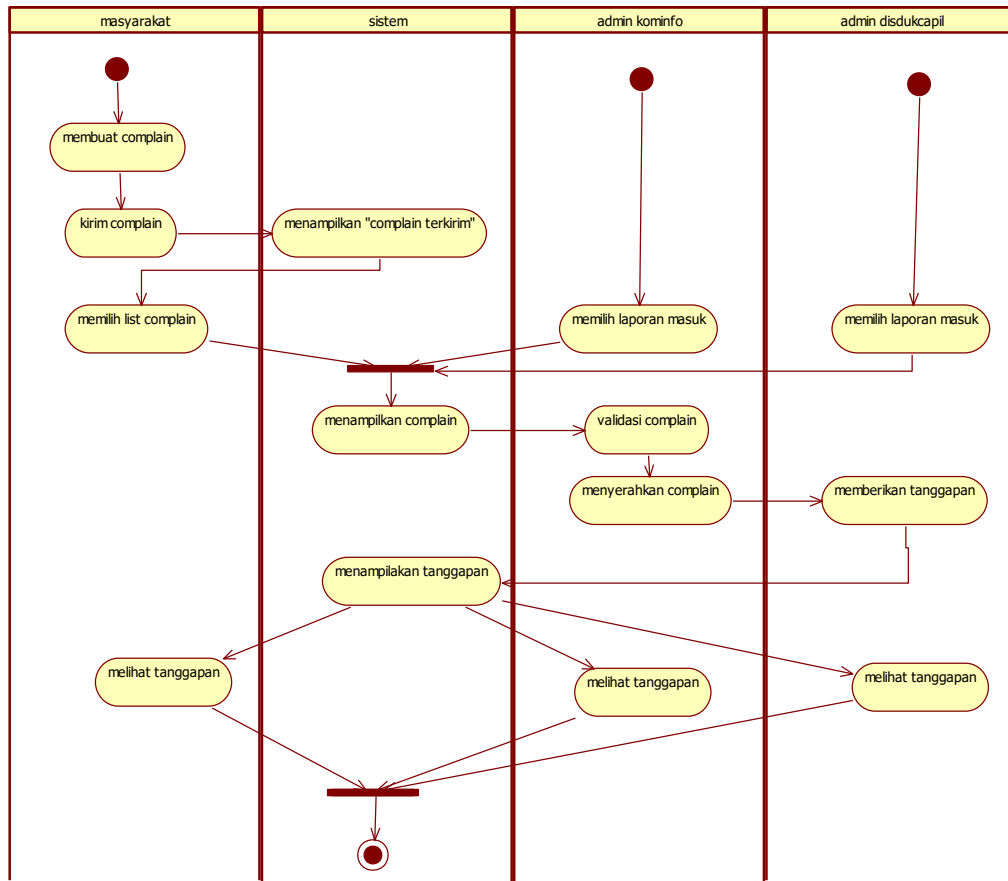 masyarakat
sistem
admin kominfo
admin disdukcapil
membuat complain
kirim complain
menampilkan "complain terkirim"
memilih list complain
memilih laporan masuk
memilih laporan masuk
menampilkan complain
validasi complain
menyerahkan complain
memberikan tanggapan
menampilakan tanggapan
melihat tanggapan
melihat tanggapan
melihat tanggapan